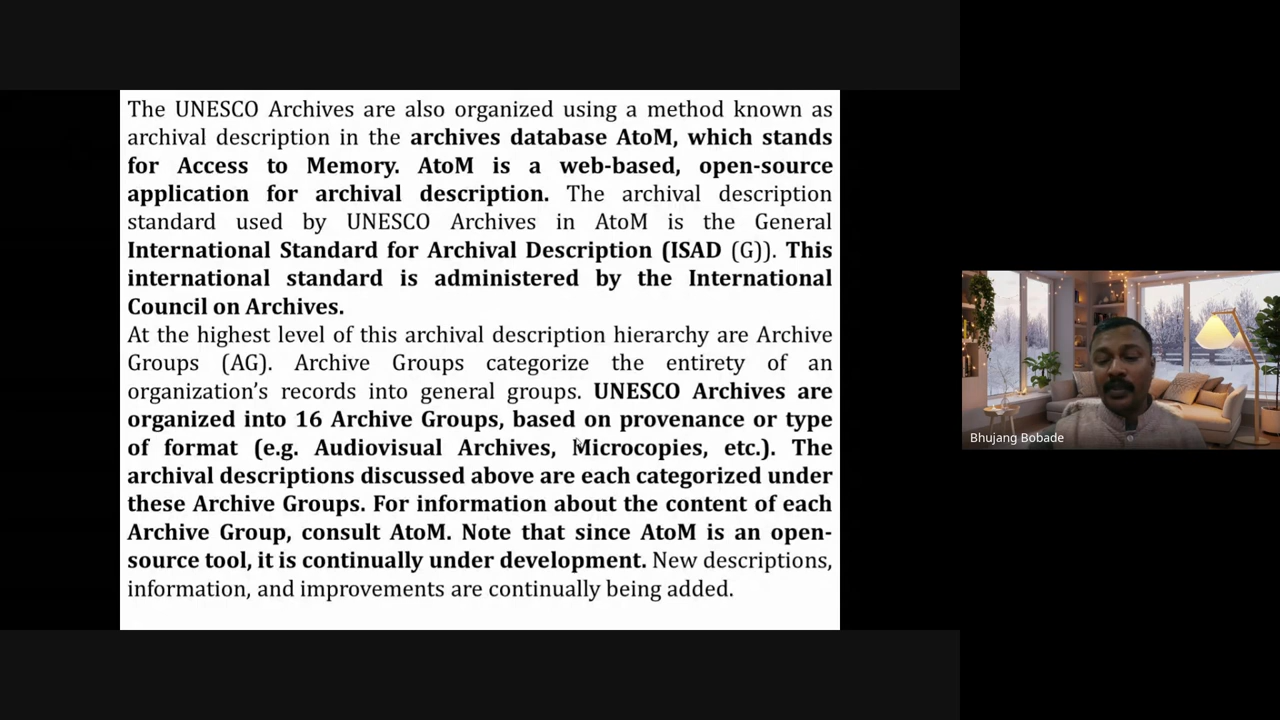 The UNESCO Archives are also organized using a method known as
archival description in the archives database AtoM, which stands
for Access to Memory. AtoM is a web-based, open-source
application for archival description. The archival description
standard used by UNESCO Archives in AtoM is the General
International Standard for Archival Description (ISAD (G)). This
international standard is administered by the International
Council on Archives.
At the highest level of this archival description hierarchy are Archive
Groups (AG). Archive Groups categorize the entirety of an
organization’s records into general groups. UNESCO Archives are
organized into 16 Archive Groups, based on provenance or type
of format (e.g. Audiovisual Archives, Microcopies, etc.). The
archival descriptions discussed above are each categorized under
these Archive Groups. For information about the content of each
Archive Group, consult AtoM. Note that since AtoM is an open-
source tool, it is continually under development. New descriptions,
information, and improvements are continually being added.
Bhujang Bobade